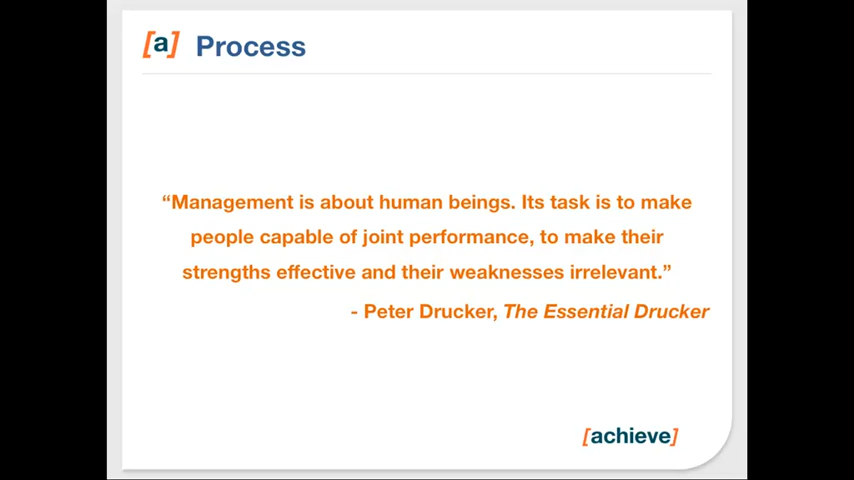 [a] Process
“Management is about human beings. Its task is to make
people capable of joint performance, to make their
strengths effective and their weaknesses irrelevant.”
- Peter Drucker, The Essential Drucker
[achieve]